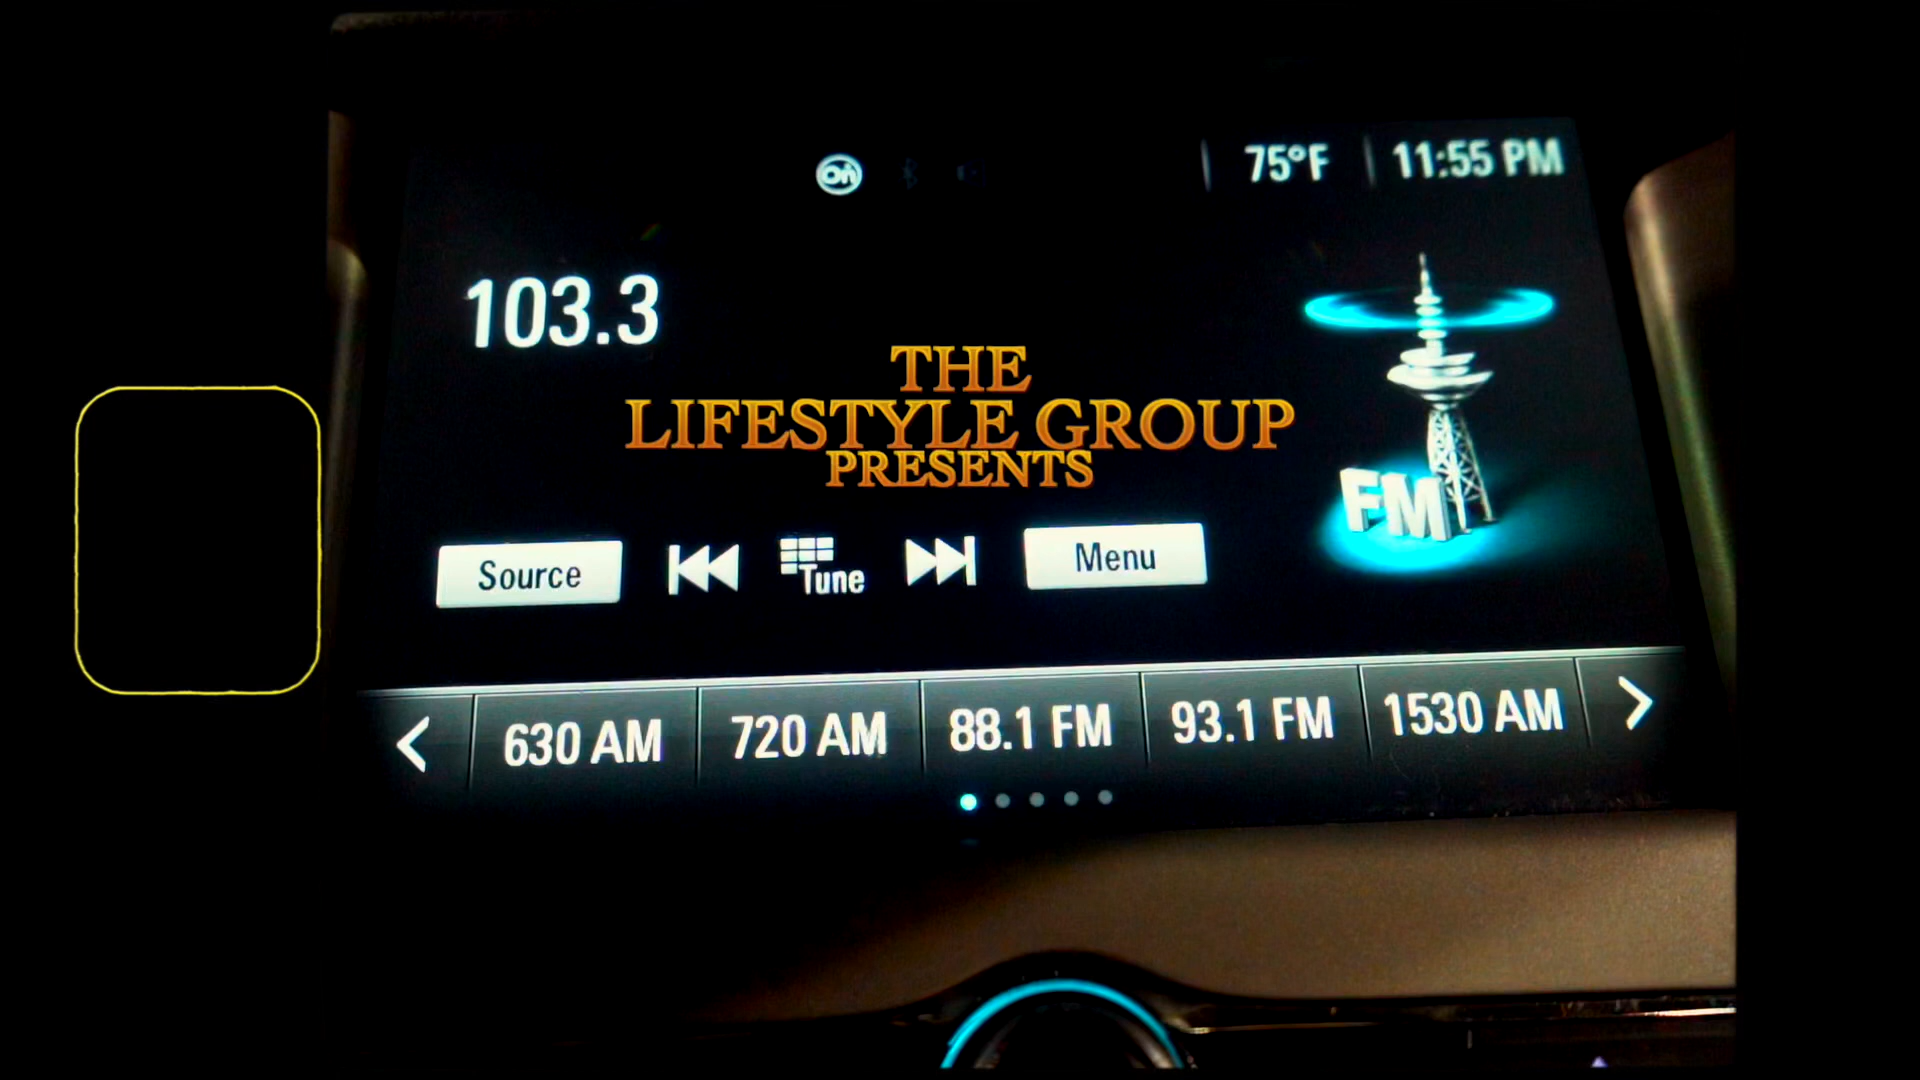 On
75°F
11:55 PM
103.3
THE
LIFESTYLE GROUP
PRESENTS
FM
Source
Tune
Menu
630 AM
720 AM
88.1 FM
93.1 FM
1530 AM